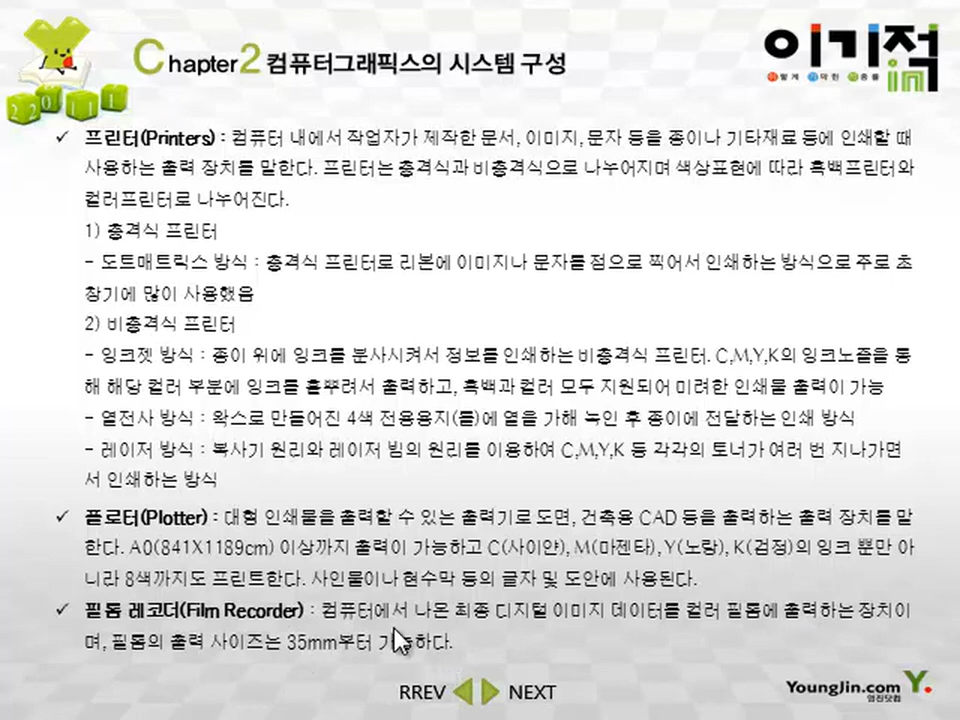 Chapter2 컴퓨터그래픽스의 시스템 구성
이기적in
이렇게 기막힌 적중률
22011
✓ 프린터(Printers) : 컴퓨터 내에서 작업자가 제작한 문서, 이미지, 문자 등을 종이나 기타재료 등에 인쇄할 때
사용하는 출력 장치를 말한다. 프린터는 충격식과 비충격식으로 나누어지며 색상표현에 따라 흑백프린터와
컬러프린터로 나누어진다.
1) 충격식 프린터
- 도트매트릭스 방식 : 충격식 프린터로 리본에 이미지나 문자를 점으로 찍어서 인쇄하는 방식으로 주로 초
창기에 많이 사용했음
2) 비충격식 프린터
- 잉크젯 방식 : 종이 위에 잉크를 분사시켜서 정보를 인쇄하는 비충격식 프린터. C,M,Y,K의 잉크노즐을 통
해 해당 컬러 부분에 잉크를 흩뿌려서 출력하고, 흑백과 컬러 모두 지원되어 미려한 인쇄물 출력이 가능
- 열전사 방식 : 왁스로 만들어진 4색 전용용지(롤)에 열을 가해 녹인 후 종이에 전달하는 인쇄 방식
- 레이저 방식 : 복사기 원리와 레이저 빔의 원리를 이용하여 C,M,Y,K 등 각각의 토너가 여러 번 지나가면
서 인쇄하는 방식
✓ 플로터(Plotter) : 대형 인쇄물을 출력할 수 있는 출력기로 도면, 건축용 CAD 등을 출력하는 출력 장치를 말
한다. A0(841X1189cm) 이상까지 출력이 가능하고 C(사이안), M(마젠타), Y(노랑), K(검정)의 잉크 뿐만 아
니라 8색까지도 프린트한다. 사인물이나 현수막 등의 글자 및 도안에 사용된다.
✓ 필름 레코더(Film Recorder) : 컴퓨터에서 나온 최종 디지털 이미지 데이터를 컬러 필름에 출력하는 장치이
며, 필름의 출력 사이즈는 35mm부터 가능하다.
RREV NEXT
YoungJin.com Y.
영진닷컴